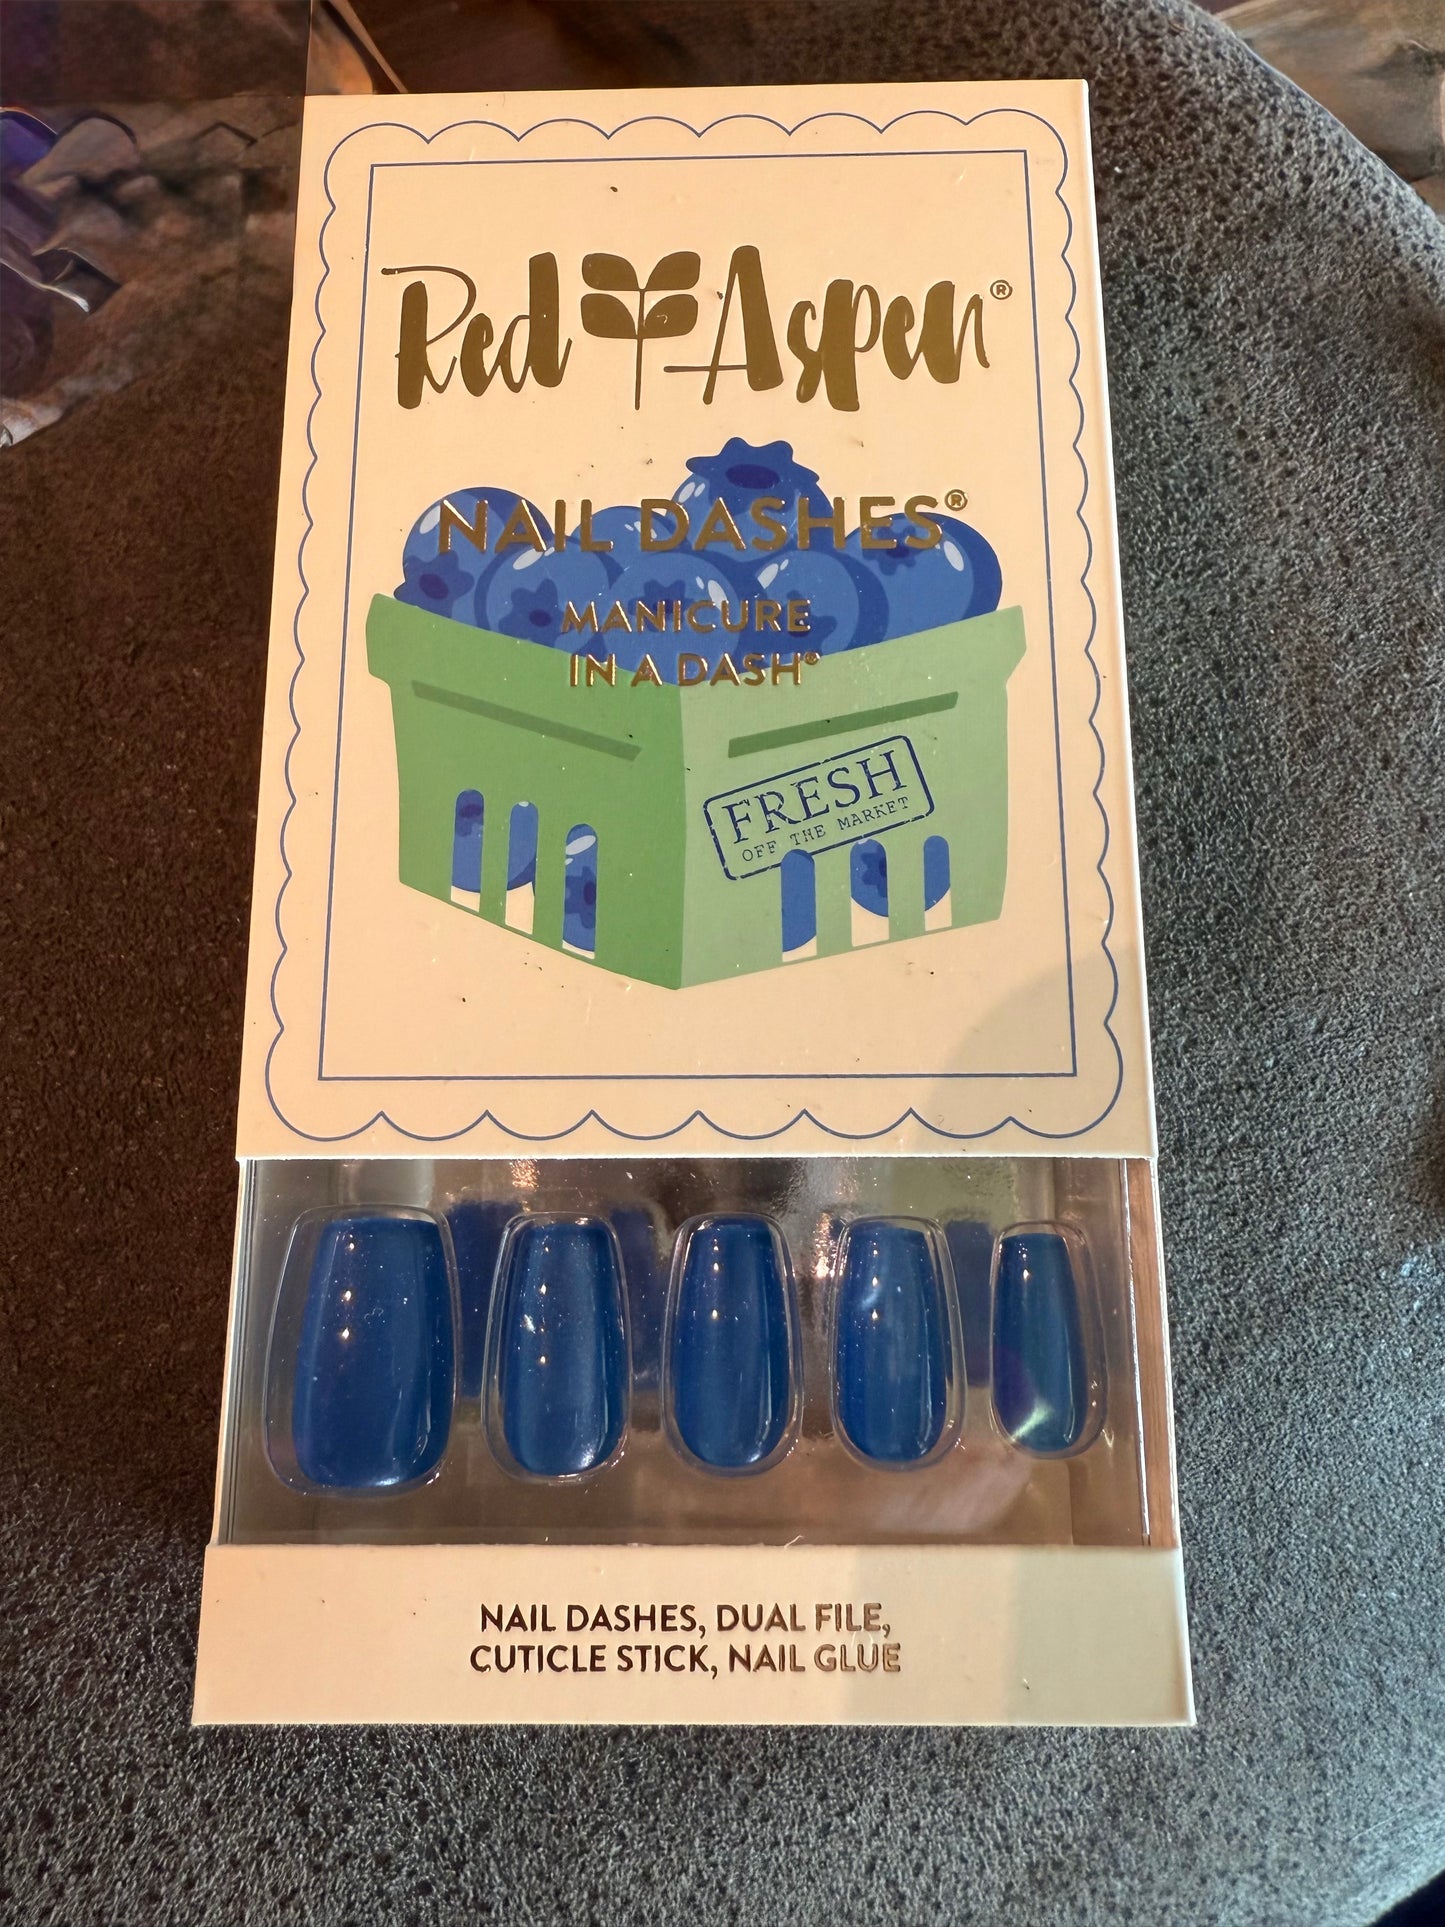 Red Aspen®
NAIL DASHES®
MANICURE
IN A DASH®
FRESH
OFF THE MARKET
NAIL DASHES, DUAL FILE,
CUTICLE STICK, NAIL GLUE